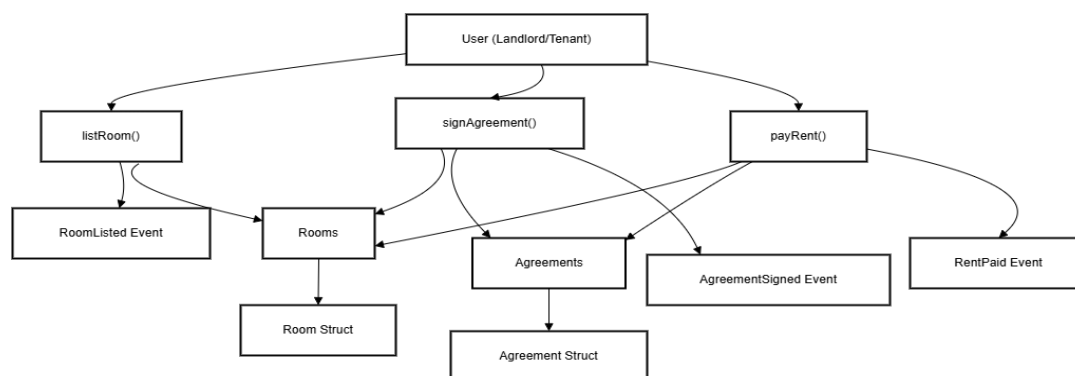 User (Landlord/Tenant)
listRoom()
signAgreement()
payRent()
RoomListed Event
Rooms
Agreements
AgreementSigned Event
RentPaid Event
Room Struct
Agreement Struct